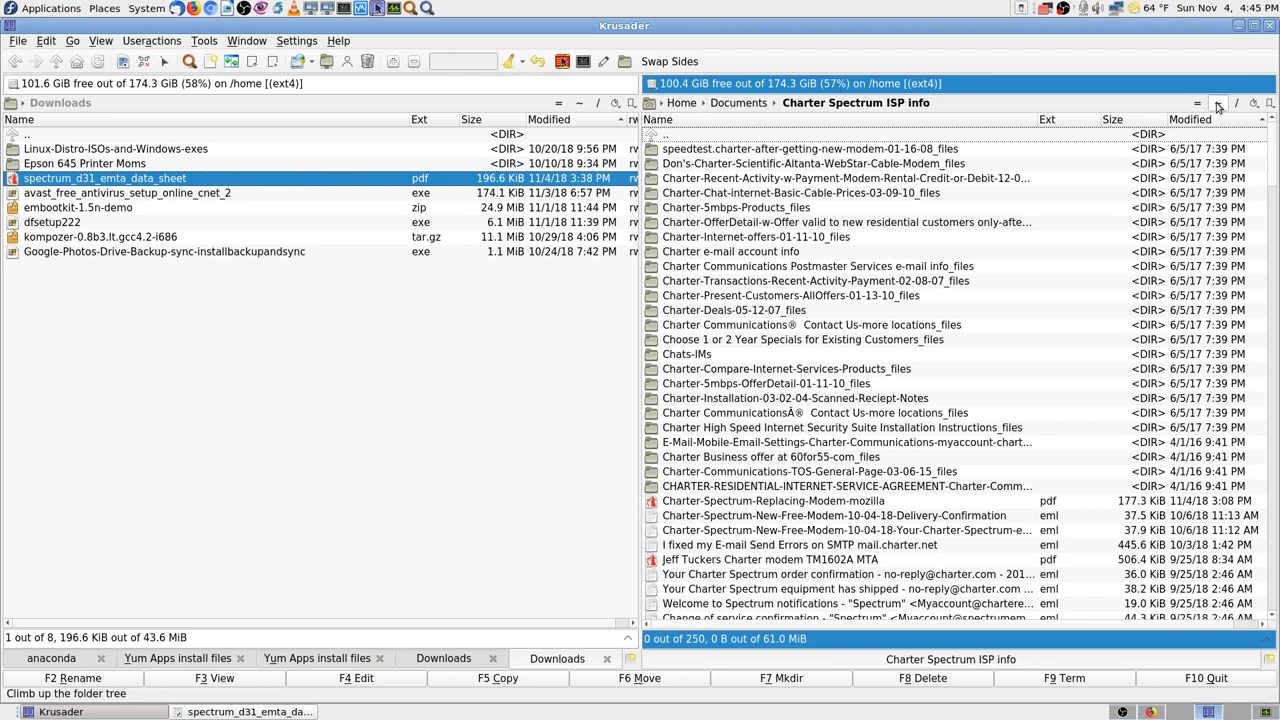 Applications Places System 64 °F Sun Nov 4, 4:45 PM
Krusader
File Edit Go View Useractions Tools Window Settings Help
Swap Sides
101.6 GiB free out of 174.3 GiB (58%) on /home [(ext4)]
Downloads = ~ /
Name Ext Size Modified rw
.. <DIR>
Linux-Distro-ISOs-and-Windows-exes <DIR> 10/20/18 9:56 PM rw
Epson 645 Printer Moms <DIR> 10/10/18 9:34 PM rw
spectrum_d31_emta_data_sheet pdf 196.6 KiB 11/4/18 3:38 PM rw
avast_free_antivirus_setup_online_cnet_2 exe 174.1 KiB 11/3/18 6:57 PM rw
embootkit-1.5n-demo zip 24.9 MiB 11/1/18 11:44 PM rw
dfsetup222 exe 6.1 MiB 11/1/18 11:39 PM rw
kompozer-0.8b3.lt.gcc4.2-i686 tar.gz 11.1 MiB 10/29/18 4:06 PM rw
Google-Photos-Drive-Backup-sync-installbackupandsync exe 1.1 MiB 10/24/18 7:42 PM rw
1 out of 8, 196.6 KiB out of 43.6 MiB
anaconda Yum Apps install files Yum Apps install files Downloads Downloads
100.4 GiB free out of 174.3 GiB (57%) on /home [(ext4)]
Home Documents Charter Spectrum ISP info = /
Name Ext Size Modified
.. <DIR>
speedtest.charter-after-getting-new-modem-01-16-08_files <DIR> 6/5/17 7:39 PM
Don's-Charter-Scientific-Altanta-WebStar-Cable-Modem_files <DIR> 6/5/17 7:39 PM
Charter-Recent-Activity-w-Payment-Modem-Rental-Credit-or-Debit-12-0... <DIR> 6/5/17 7:39 PM
Charter-Chat-internet-Basic-Cable-Prices-03-09-10_files <DIR> 6/5/17 7:39 PM
Charter-5mbps-Products_files <DIR> 6/5/17 7:39 PM
Charter-OfferDetail-w-Offer valid to new residential customers only-afte... <DIR> 6/5/17 7:39 PM
Charter-Internet-offers-01-11-10_files <DIR> 6/5/17 7:39 PM
Charter e-mail account info <DIR> 6/5/17 7:39 PM
Charter Communications Postmaster Services e-mail info_files <DIR> 6/5/17 7:39 PM
Charter-Transactions-Recent-Activity-Payment-02-08-07_files <DIR> 6/5/17 7:39 PM
Charter-Present-Customers-AllOffers-01-13-10_files <DIR> 6/5/17 7:39 PM
Charter-Deals-05-12-07_files <DIR> 6/5/17 7:39 PM
Charter Communications® Contact Us-more locations_files <DIR> 6/5/17 7:39 PM
Choose 1 or 2 Year Specials for Existing Customers_files <DIR> 6/5/17 7:39 PM
Chats-IMs <DIR> 6/5/17 7:39 PM
Charter-Compare-Internet-Services-Products_files <DIR> 6/5/17 7:39 PM
Charter-5mbps-OfferDetail-01-11-10_files <DIR> 6/5/17 7:39 PM
Charter-Installation-03-02-04-Scanned-Reciept-Notes <DIR> 6/5/17 7:39 PM
Charter CommunicationsÂ® Contact Us-more locations_files <DIR> 6/5/17 7:39 PM
Charter High Speed Internet Security Suite Installation Instructions_files <DIR> 6/5/17 7:39 PM
E-Mail-Mobile-Email-Settings-Charter-Communications-myaccount-chart... <DIR> 4/1/16 9:41 PM
Charter Business offer at 60for55-com_files <DIR> 4/1/16 9:41 PM
Charter-Communications-TOS-General-Page-03-06-15_files <DIR> 4/1/16 9:41 PM
CHARTER-RESIDENTIAL-INTERNET-SERVICE-AGREEMENT-Charter-Comm... <DIR> 4/1/16 9:41 PM
Charter-Spectrum-Replacing-Modem-mozilla pdf 177.3 KiB 11/4/18 3:08 PM
Charter-Spectrum-New-Free-Modem-10-04-18-Delivery-Confirmation eml 37.5 KiB 10/6/18 11:13 AM
Charter-Spectrum-New-Free-Modem-10-04-18-Your-Charter-Spectrum-e... eml 37.9 KiB 10/6/18 11:12 AM
I fixed my E-mail Send Errors on SMTP mail.charter.net eml 445.6 KiB 10/3/18 1:42 PM
Jeff Tuckers Charter modem TM1602A MTA pdf 506.4 KiB 9/25/18 8:34 AM
Your Charter Spectrum order confirmation - no-reply@charter.com - 201... eml 36.0 KiB 9/25/18 2:46 AM
Your Charter Spectrum equipment has shipped - no-reply@charter.com ... eml 38.2 KiB 9/25/18 2:46 AM
Welcome to Spectrum notifications - "Spectrum" <Myaccount@chartere... eml 19.0 KiB 9/25/18 2:46 AM
Change of service confirmation - "Spectrum" <Myaccount@spectrumem... eml 44.3 KiB 9/25/18 2:46 AM
0 out of 250, 0 B out of 61.0 MiB
Charter Spectrum ISP info
F2 Rename F3 View F4 Edit F5 Copy F6 Move F7 Mkdir F8 Delete F9 Term F10 Quit
Climb up the folder tree
Krusader spectrum_d31_emta_da...